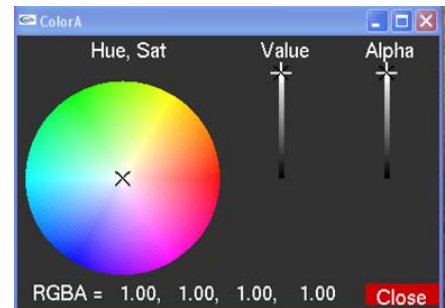 ColorA
Hue, Sat Value Alpha
RGBA = 1.00, 1.00, 1.00, 1.00
Close